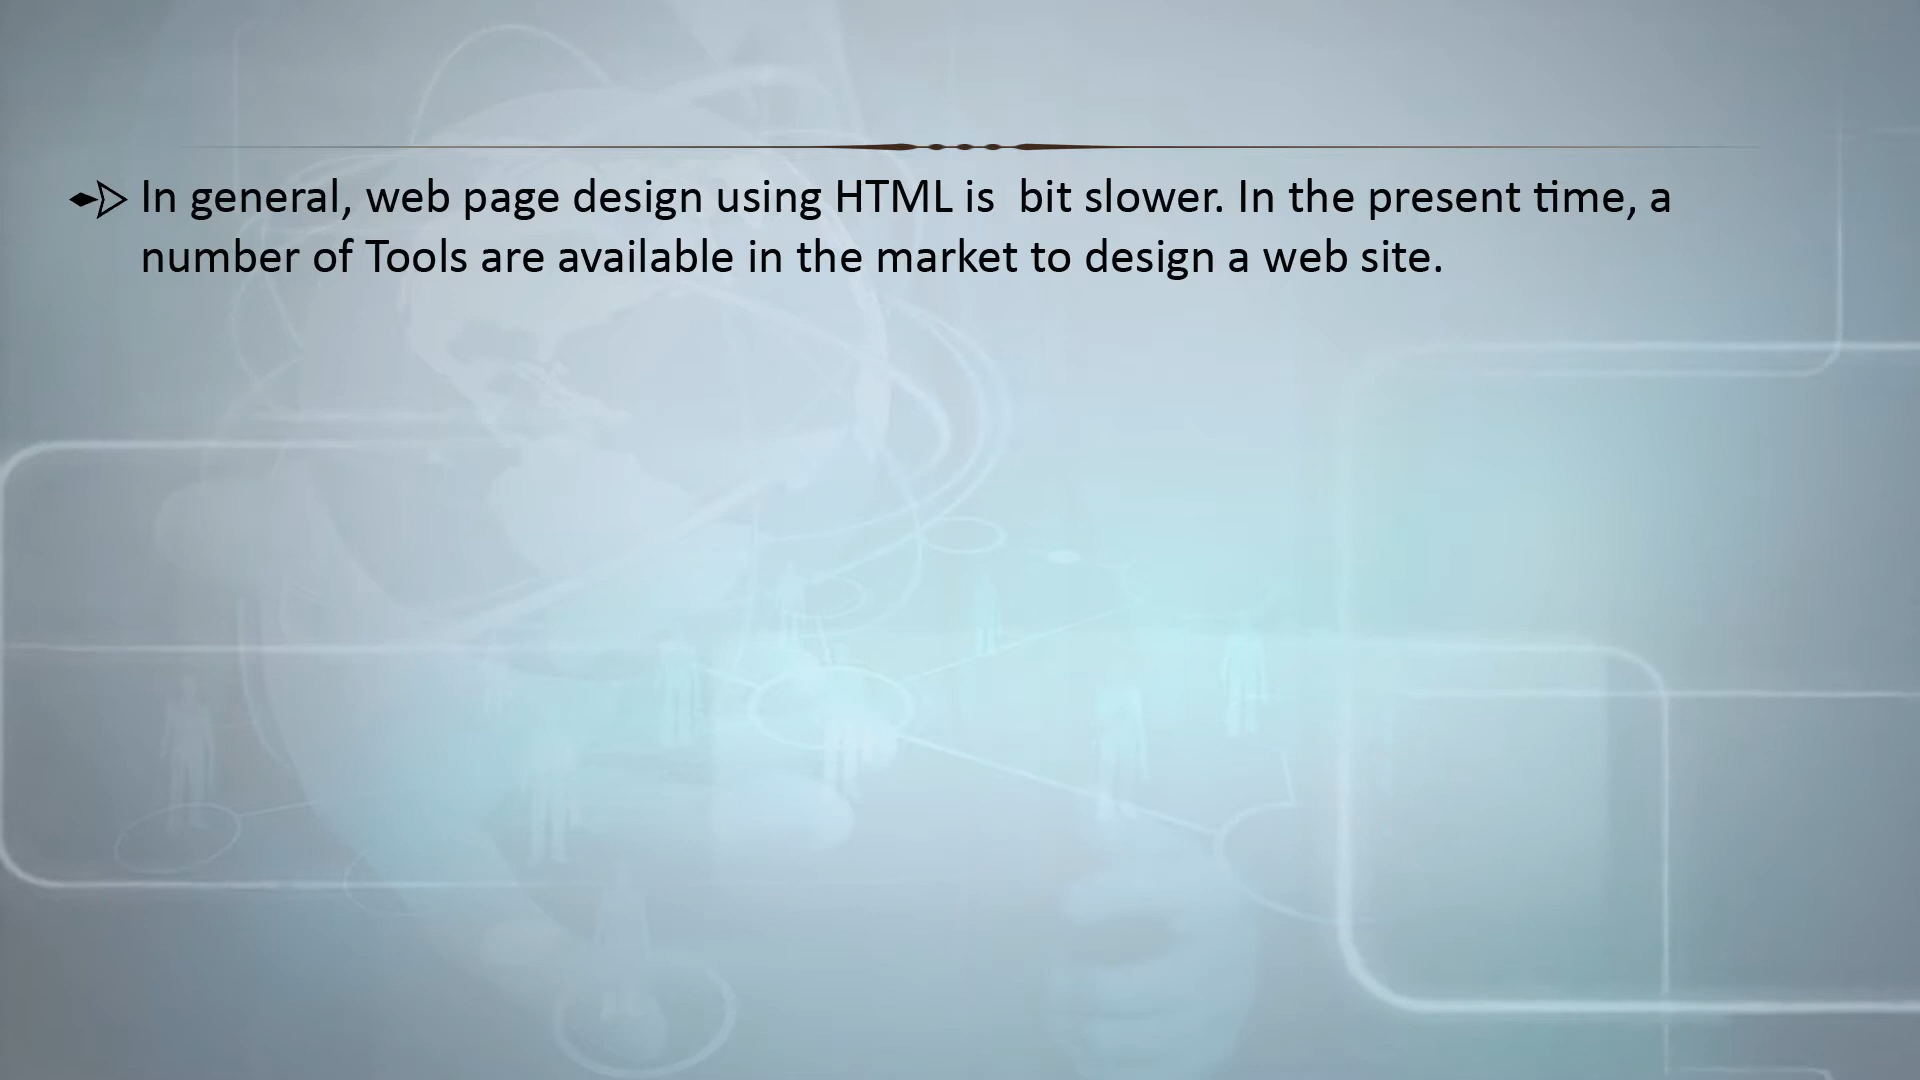 In general, web page design using HTML is  bit slower. In the present time, a
number of Tools are available in the market to design a web site.